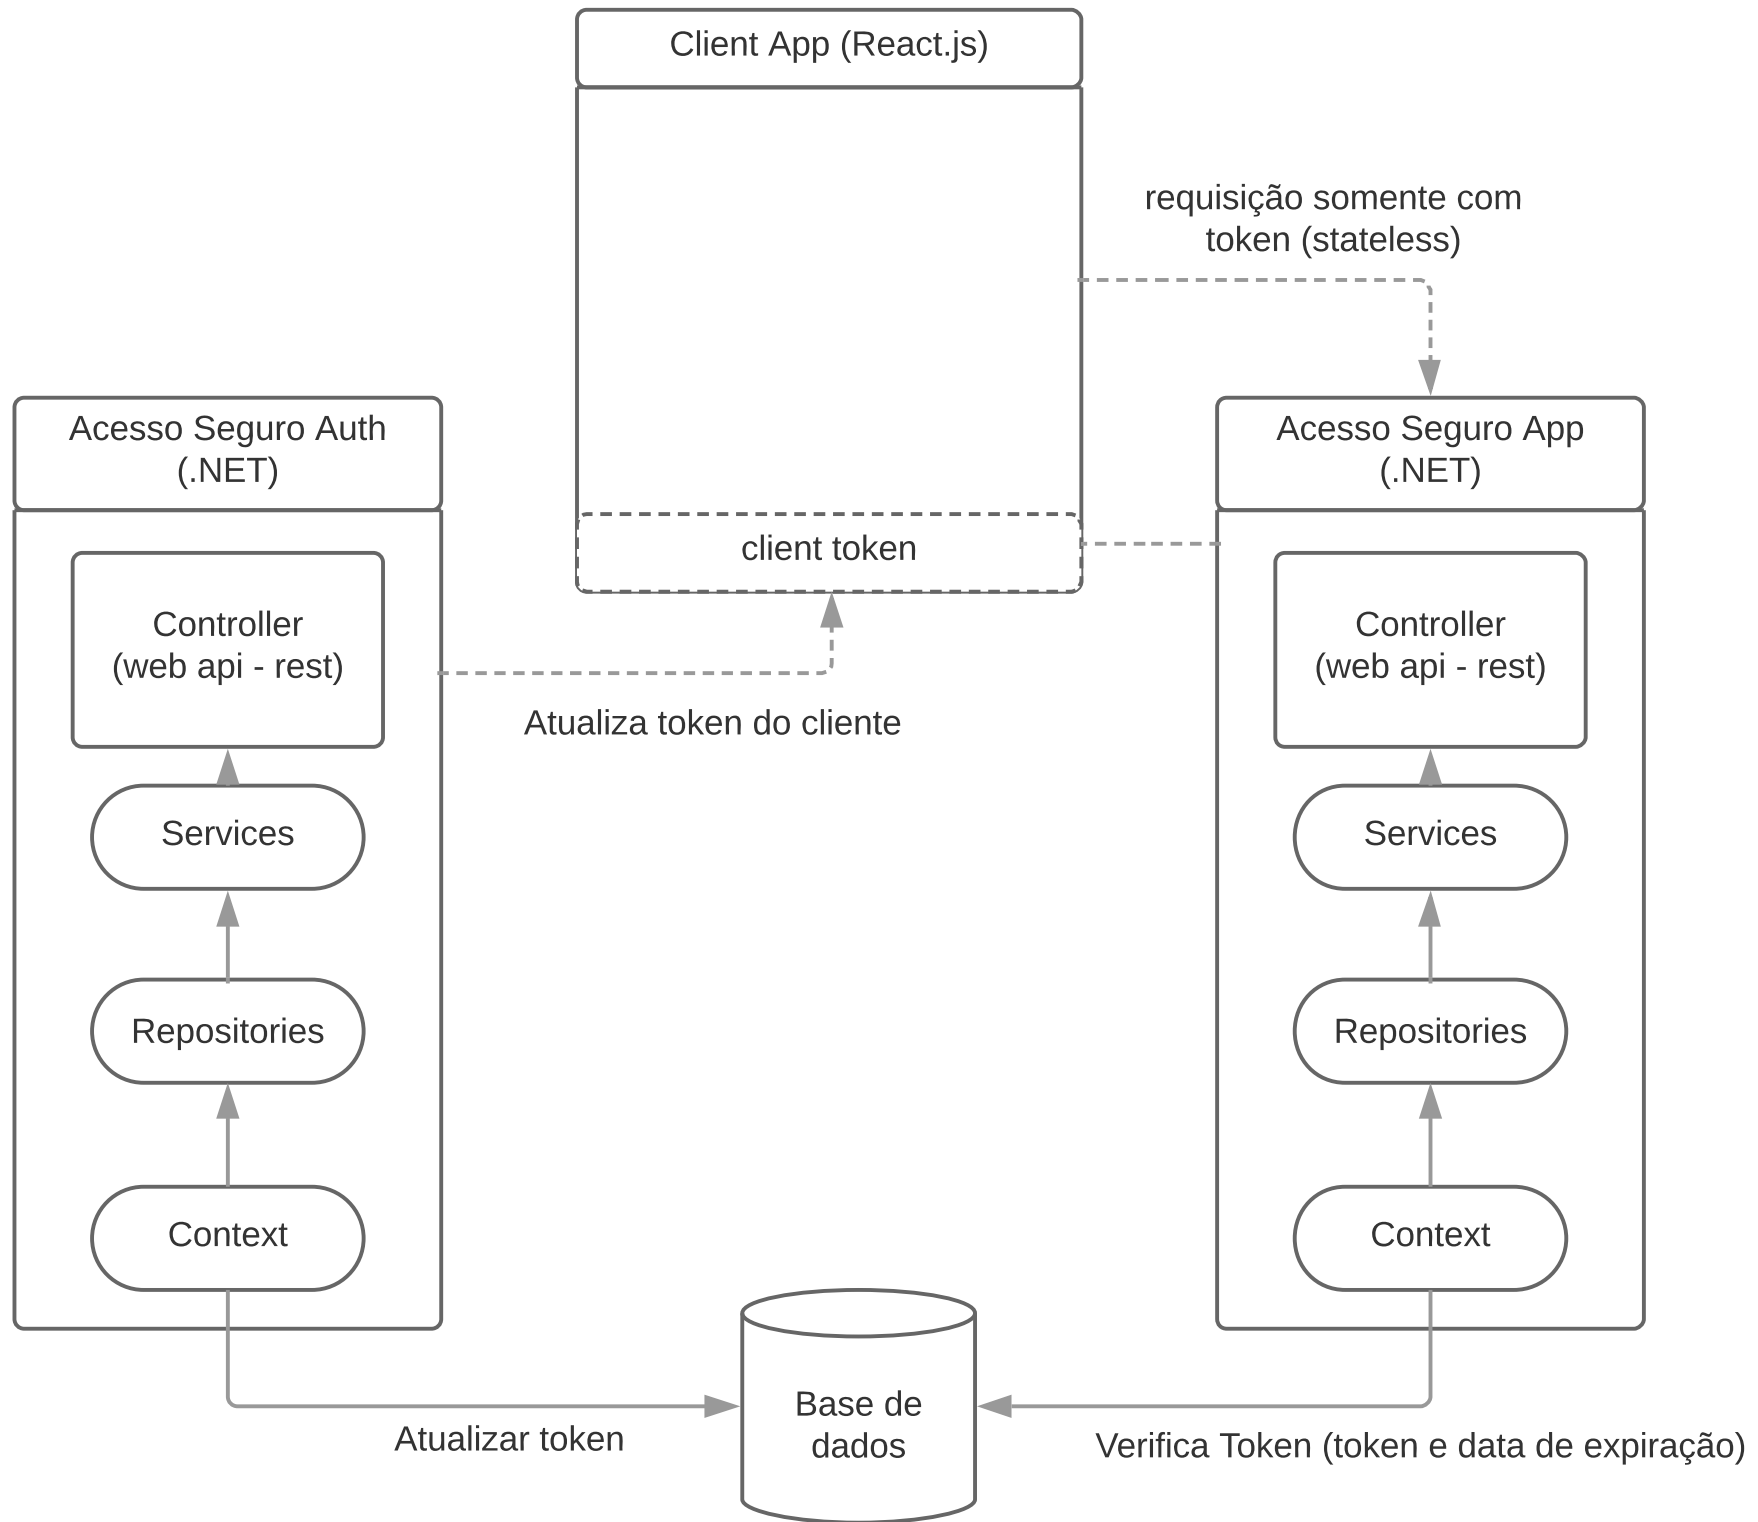 Client App (React.js)
requisição somente com
token (stateless)
Acesso Seguro Auth
(.NET)
Acesso Seguro App
(.NET)
client token
Controller
(web api - rest)
Controller
(web api - rest)
Atualiza token do cliente
Services
Services
Repositories
Repositories
Context
Context
Base de
dados
Atualizar token
Verifica Token (token e data de expiração)